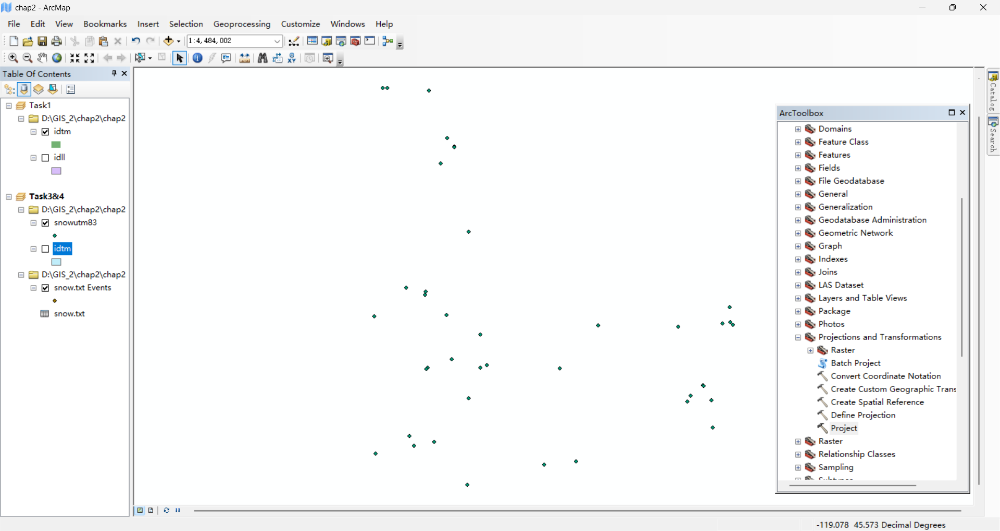 chap2 - ArcMap
File Edit View Bookmarks Insert Selection Geoprocessing Customize Windows Help
1:4,484,002
Table Of Contents
Task1
D:\GIS_2\chap2\chap2
idtm
idll
Task3&4
D:\GIS_2\chap2\chap2
snowutm83
idtm
D:\GIS_2\chap2\chap2
snow.txt Events
snow.txt
ArcToolbox
Domains
Feature Class
Features
Fields
File Geodatabase
General
Generalization
Geodatabase Administration
Geometric Network
Graph
Indexes
Joins
LAS Dataset
Layers and Table Views
Package
Photos
Projections and Transformations
Raster
Batch Project
Convert Coordinate Notation
Create Custom Geographic Trans
Create Spatial Reference
Define Projection
Project
Raster
Relationship Classes
Sampling
Catalog
Search
-119.078 45.573 Decimal Degrees